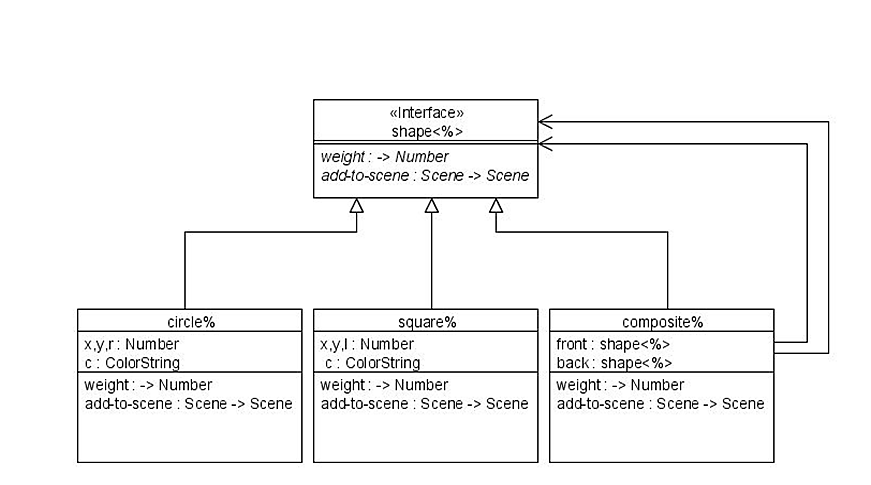 «Interface»
shape<%>
weight : -> Number
add-to-scene : Scene -> Scene
circle%
x,y,r : Number
c : ColorString
weight : -> Number
add-to-scene : Scene -> Scene
square%
x,y,l : Number
c : ColorString
weight : -> Number
add-to-scene : Scene -> Scene
composite%
front : shape<%>
back : shape<%>
weight : -> Number
add-to-scene : Scene -> Scene